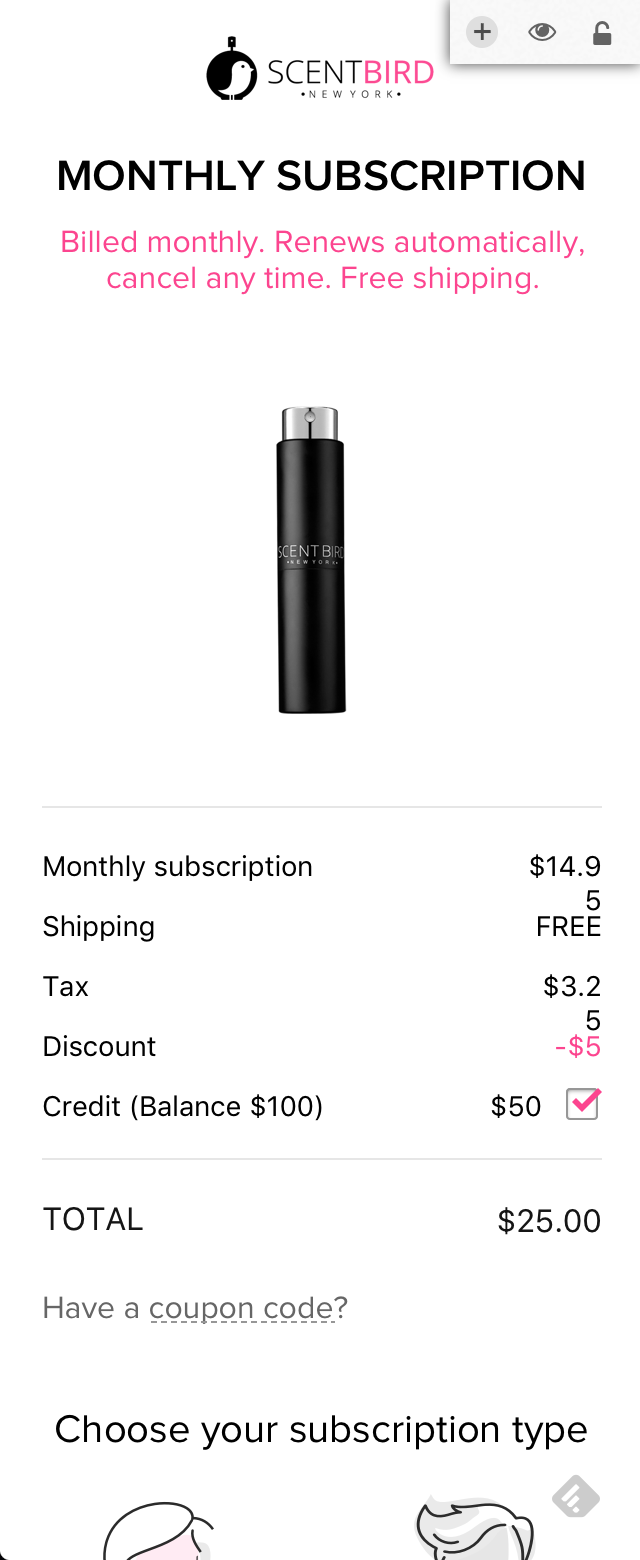 SCENTBIRD
•NEW YORK•
MONTHLY SUBSCRIPTION
Billed monthly. Renews automatically,
cancel any time. Free shipping.
SCENTBIRD
•NEW YORK•
Monthly subscription $14.9
5
Shipping FREE
Tax $3.2
5
Discount -$5
Credit (Balance $100) $50
TOTAL $25.00
Have a coupon code?
Choose your subscription type